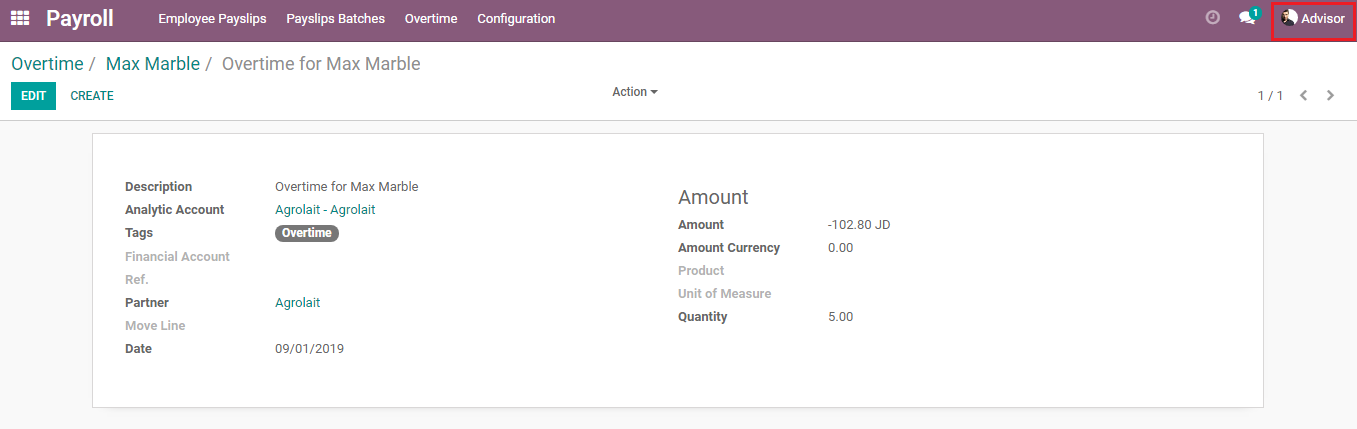 Payroll Employee Payslips Payslips Batches Overtime Configuration 1 Advisor
Overtime / Max Marble / Overtime for Max Marble
EDIT CREATE Action 1 / 1
Description Overtime for Max Marble
Analytic Account Agrolait - Agrolait
Tags Overtime
Financial Account
Ref.
Partner Agrolait
Move Line
Date 09/01/2019
Amount
Amount -102.80 JD
Amount Currency 0.00
Product
Unit of Measure
Quantity 5.00